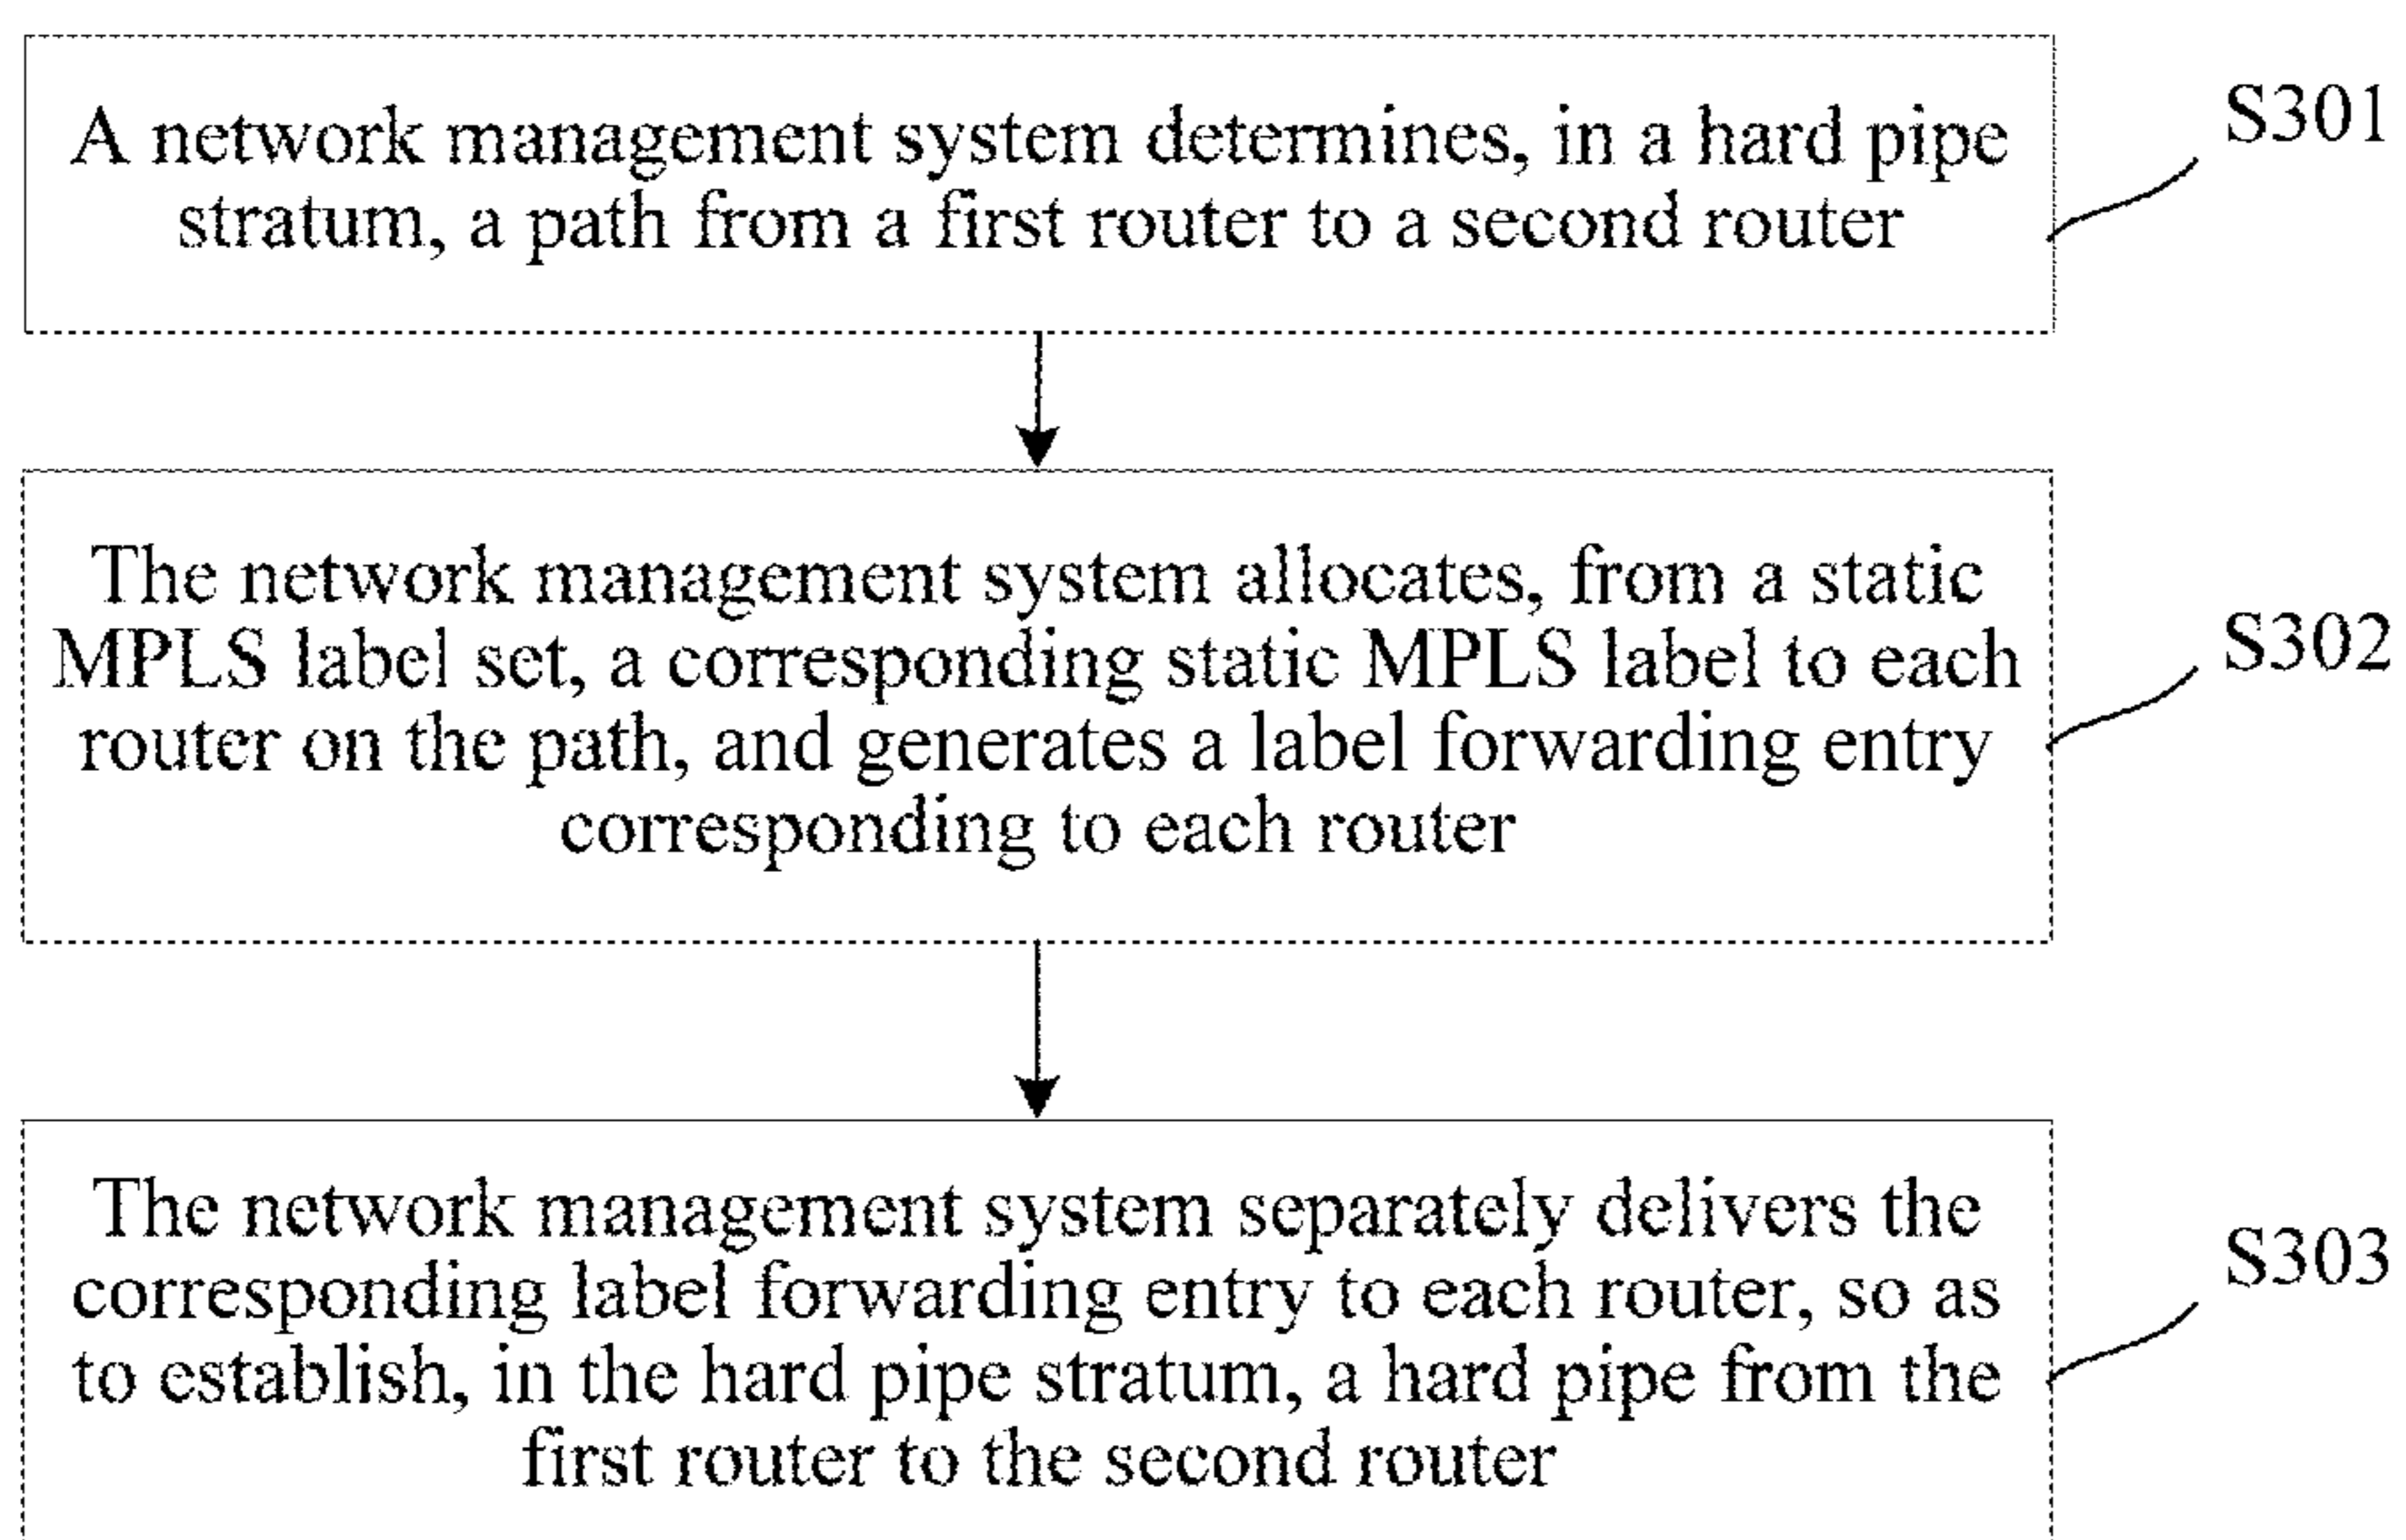 A network management system determines, in a hard pipe
stratum, a path from a first router to a second router
S301
The network management system allocates, from a static
MPLS label set, a corresponding static MPLS label to each
router on the path, and generates a label forwarding entry
corresponding to each router
S302
The network management system separately delivers the
corresponding label forwarding entry to each router, so as
to establish, in the hard pipe stratum, a hard pipe from the
first router to the second router
S303